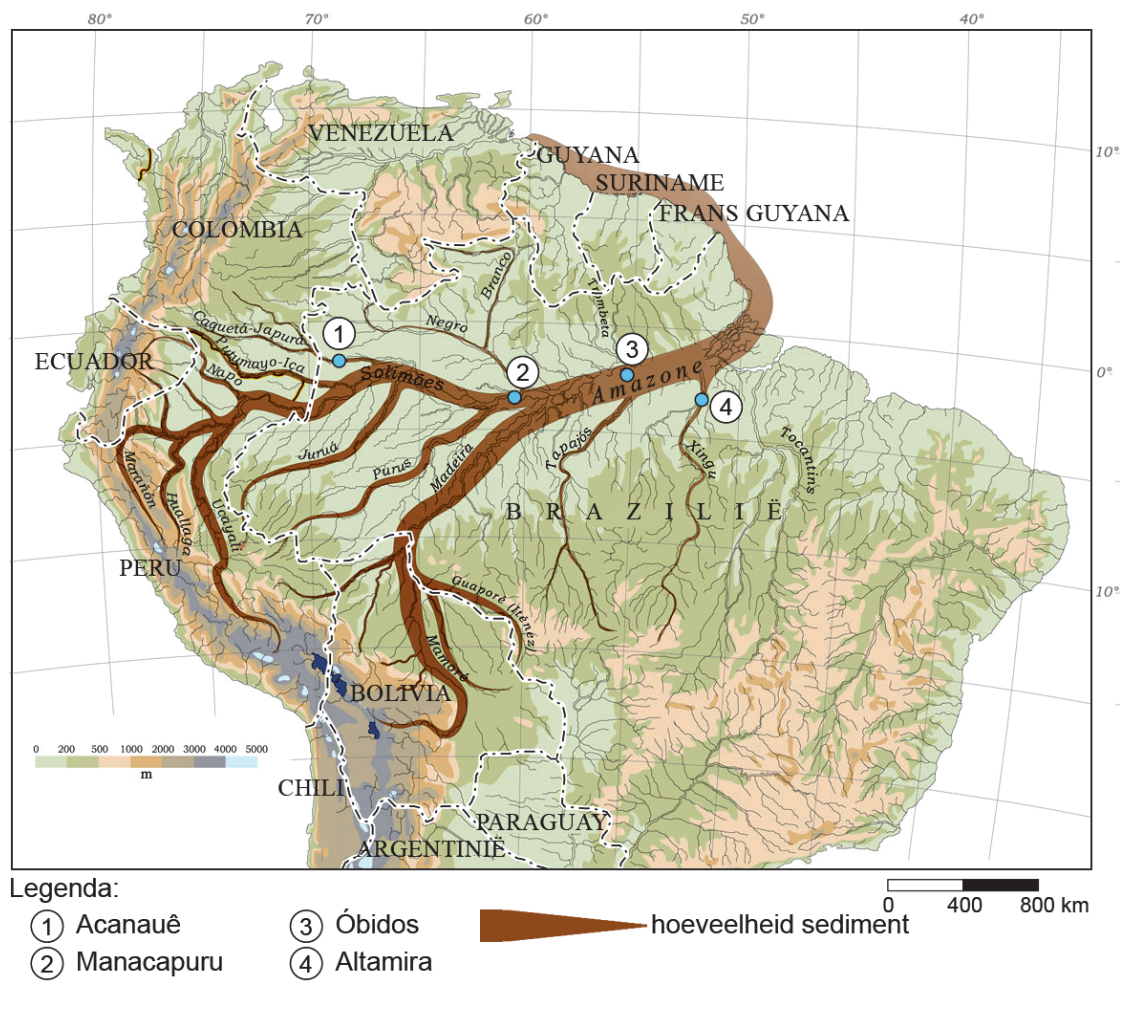 80° 70° 60° 50° 40°
VENEZUELA
10°
GUYANA
SURINAME
FRANS GUYANA
COLOMBIA
Branco
Trombeta
Caquetá-Japurá
1
Negro
Putumayo-Iça
3
ECUADOR
Napo
Solimões
2
Amazone
0°
4
Juruá
Purus
Madeira
Tapajós
Xingu
Tocantins
Marañón
Huallaga
Ucayali
BRAZILIË
PERU
Guaporé (Iténéz)
10°
Mamoré
BOLIVIA
0 200 500 1000 2000 3000 4000 5000
m
CHILI
PARAGUAY
ARGENTINIË
Legenda:
0 400 800 km
1 Acanauê
3 Óbidos
hoeveelheid sediment
2 Manacapuru
4 Altamira